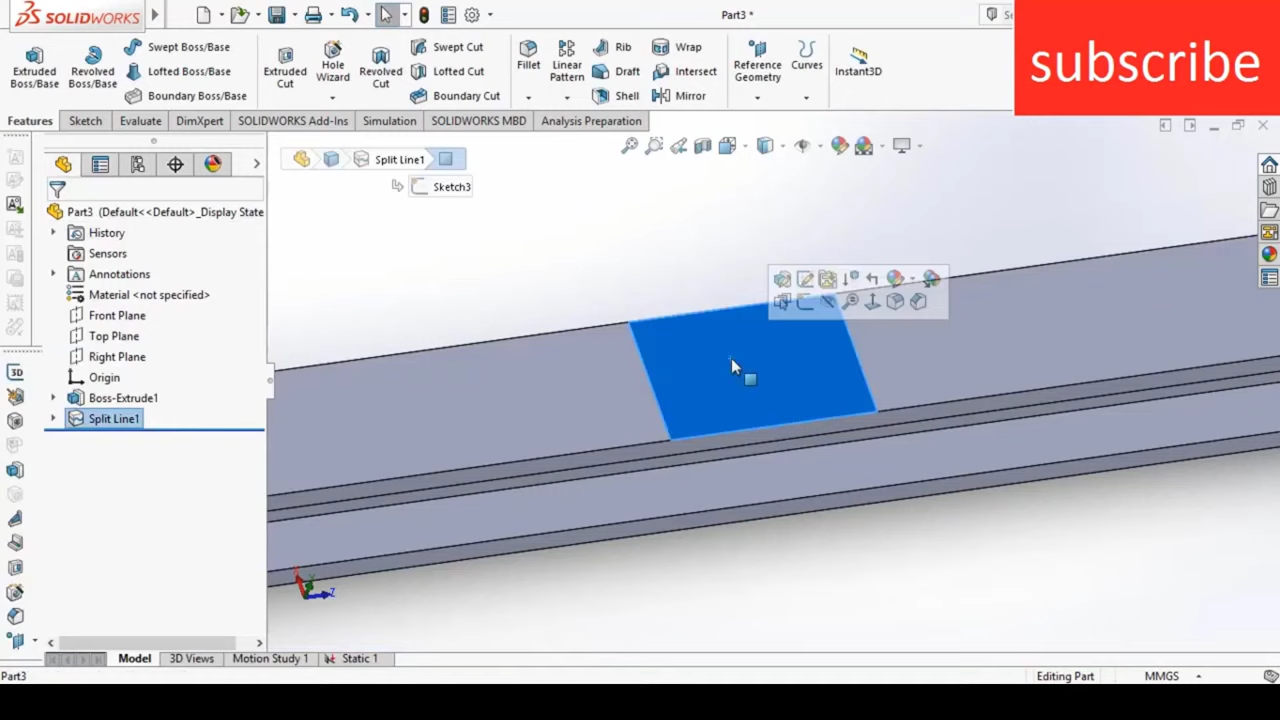 SOLIDWORKS
Part3 *
subscribe
Extruded Boss/Base
Revolved Boss/Base
Swept Boss/Base
Lofted Boss/Base
Boundary Boss/Base
Extruded Cut
Hole Wizard
Revolved Cut
Swept Cut
Lofted Cut
Boundary Cut
Fillet
Linear Pattern
Rib
Draft
Shell
Wrap
Intersect
Mirror
Reference Geometry
Curves
Instant3D
Features Sketch Evaluate DimXpert SOLIDWORKS Add-Ins Simulation SOLIDWORKS MBD Analysis Preparation
Split Line1
Sketch3
Part3 (Default<<Default>_Display State
History
Sensors
Annotations
Material <not specified>
Front Plane
Top Plane
Right Plane
Origin
Boss-Extrude1
Split Line1
3D
Z
Model 3D Views Motion Study 1 Static 1
Part3 Editing Part MMGS